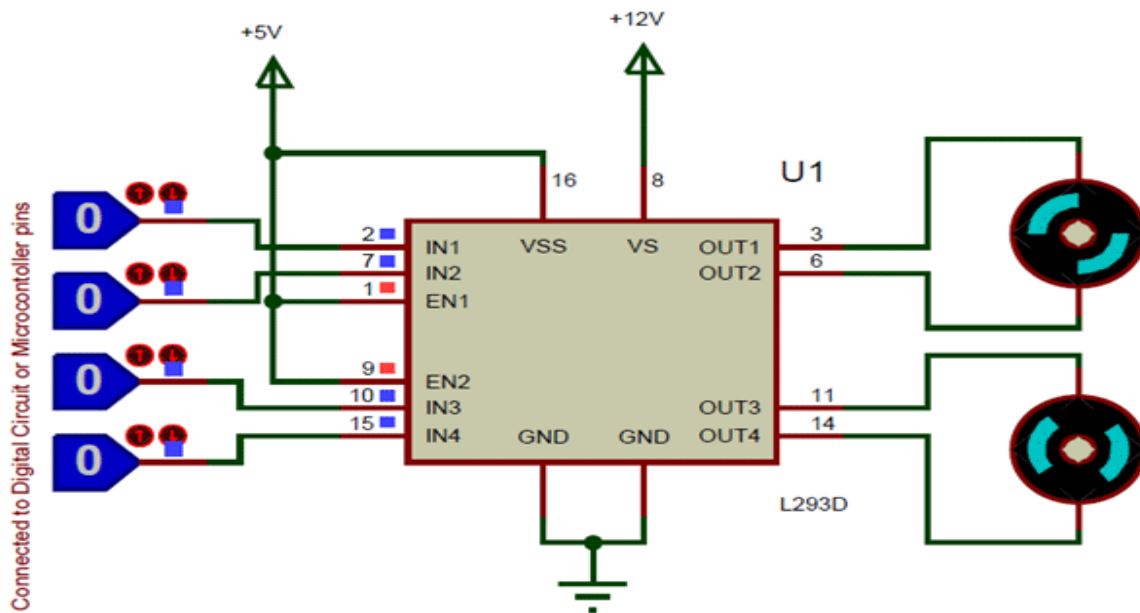 +5V
+12V
U1
16
8
0
0
0
0
2
7
1
9
10
15
IN1
IN2
EN1
EN2
IN3
IN4
VSS
VS
GND
GND
OUT1
OUT2
OUT3
OUT4
3
6
11
14
L293D
Connected to Digital Circuit or Microcontoller pins